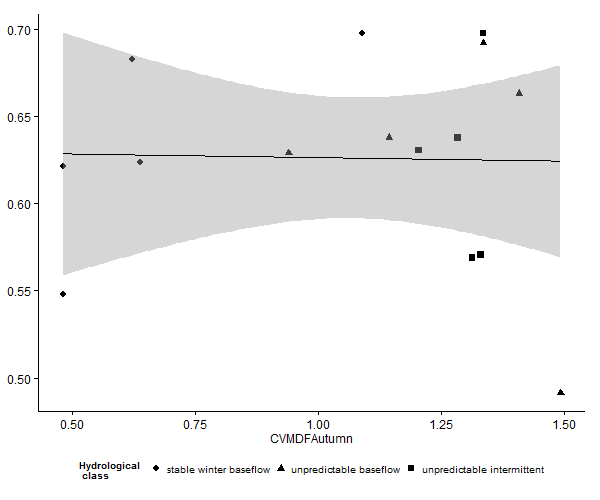 0.70
0.65
0.60
0.55
0.50
0.50 0.75 1.00 1.25 1.50
CVMDFAutumn
Hydrological
class
stable winter baseflow unpredictable baseflow unpredictable intermittent